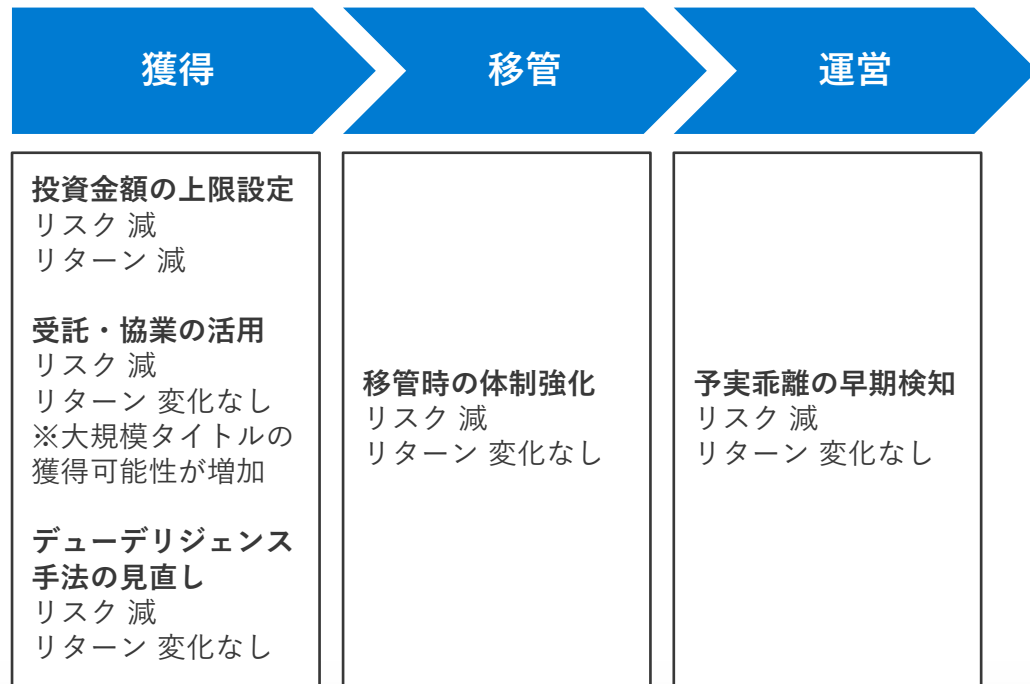 獲得
移管
運営
投資金額の上限設定
リスク 減
リターン 減
受託・協業の活用
リスク 減
リターン 変化なし
※大規模タイトルの
獲得可能性が増加
デューデリジェンス
手法の見直し
リスク 減
リターン 変化なし
移管時の体制強化
リスク 減
リターン 変化なし
予実乖離の早期検知
リスク 減
リターン 変化なし